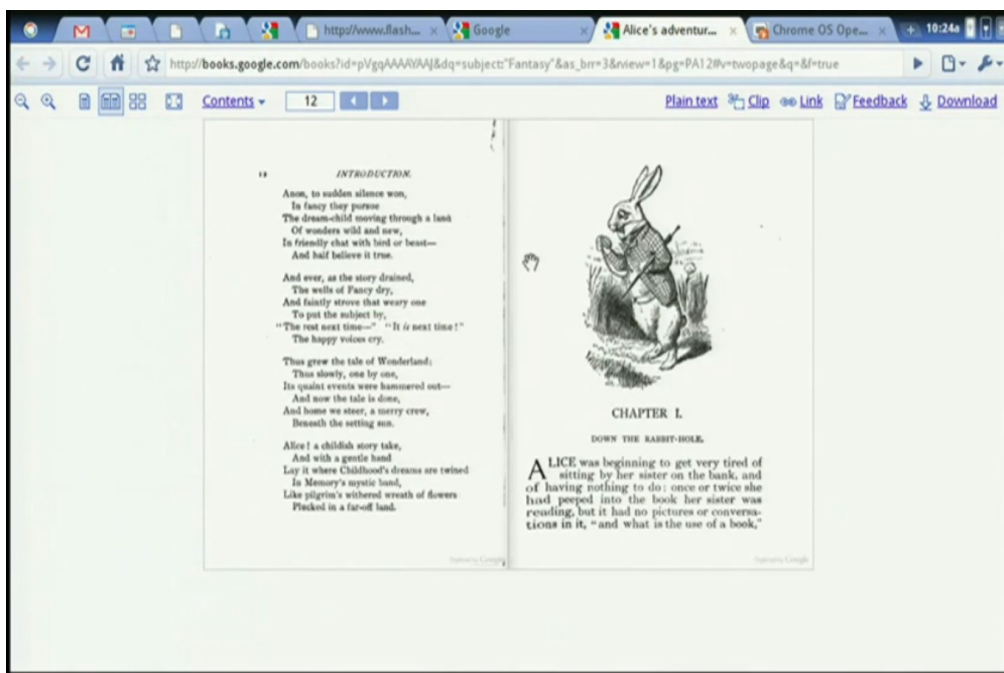 http://www.flash...
Google
Alice's adventur...
Chrome OS Ope...
10:24a
http://books.google.com/books?id=pVgqAAAAYAAJ&dq=subject:"Fantasy"&as_brr=3&rview=1&pg=PA12#v=twopage&q=&f=true
Contents
12
Plain text
Clip
Link
Feedback
Download
12 INTRODUCTION.
Anon, to sudden silence won,
In fancy they pursue
The dream-child moving through a land
Of wonders wild and new,
In friendly chat with bird or beast—
And half believe it true.
And ever, as the story drained,
The wells of Fancy dry,
And faintly strove that weary one
To put the subject by,
"The rest next time—" "It is next time!"
The happy voices cry.
Thus grew the tale of Wonderland;
Thus slowly, one by one,
Its quaint events were hammered out—
And now the tale is done,
And home we steer, a merry crew,
Beneath the setting sun.
Alice! a childish story take,
And with a gentle hand
Lay it where Childhood's dreams are twined
In Memory's mystic band,
Like pilgrim's withered wreath of flowers
Plucked in a far-off land.
Digitized by Google
CHAPTER I.
DOWN THE RABBIT-HOLE.
ALICE was beginning to get very tired of
sitting by her sister on the bank, and
of having nothing to do: once or twice she
had peeped into the book her sister was
reading, but it had no pictures or conversa-
tions in it, "and what is the use of a book,"
Digitized by Google